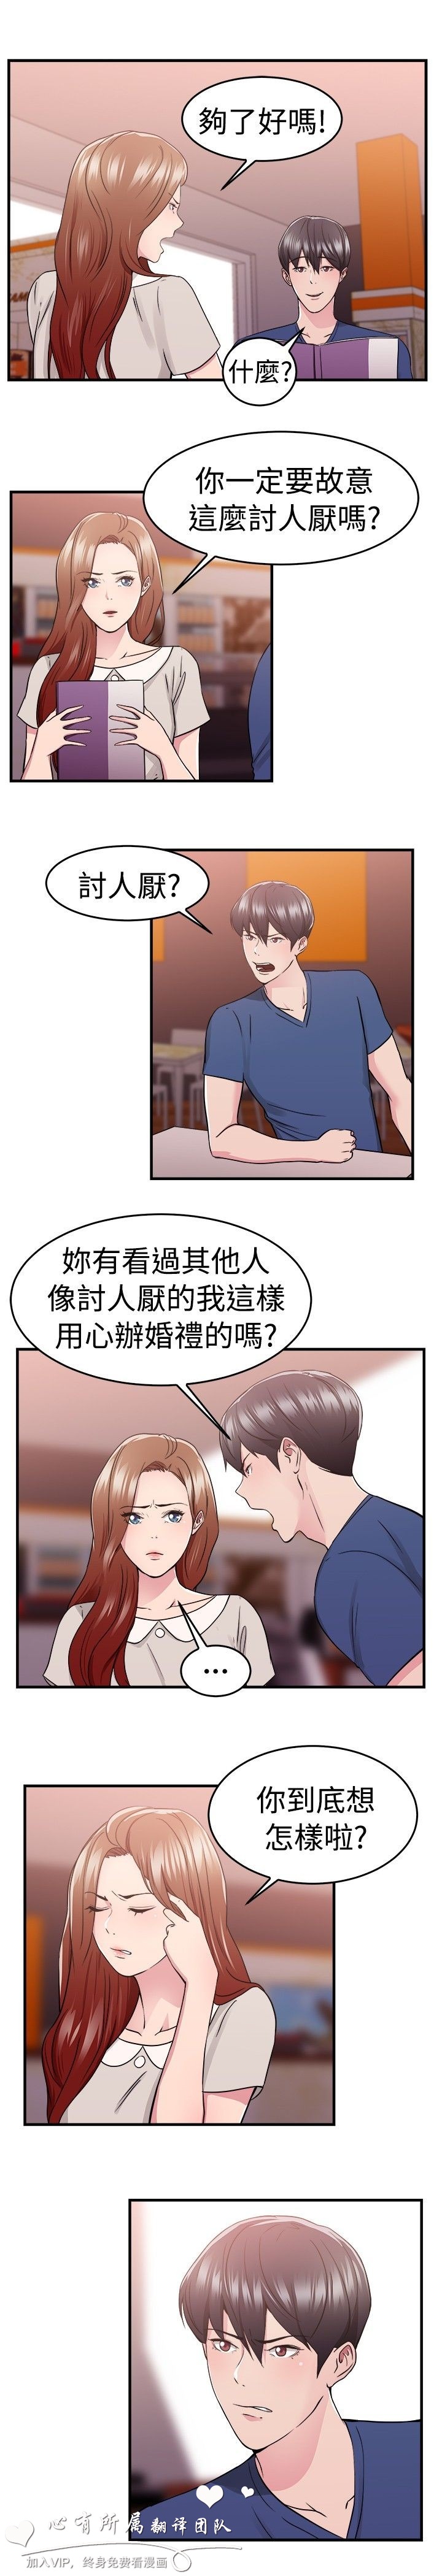 夠了好嗎!
什麼?
你一定要故意
這麼討人厭嗎?
討人厭?
妳有看過其他人
像討人厭的我這樣
用心辦婚禮的嗎?
...
你到底想
怎樣啦?
心有所属翻译团队
加入VIP，终身免费看漫画